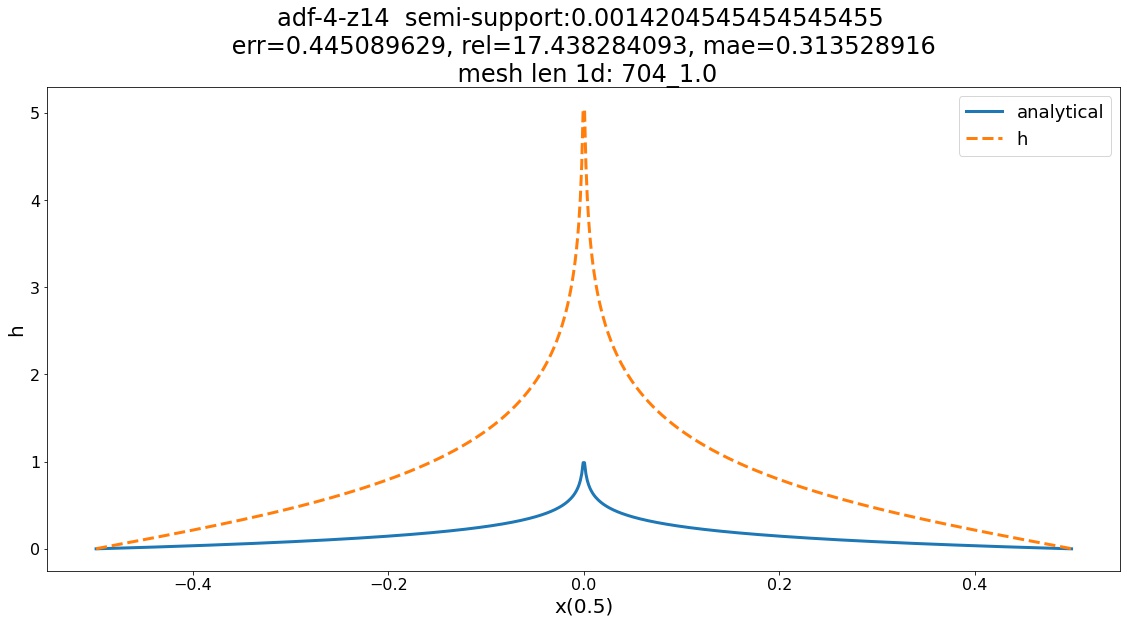 adf-4-z14  semi-support:0.0014204545454545455
err=0.445089629, rel=17.438284093, mae=0.313528916
mesh len 1d: 704_1.0
analytical
h
5
4
3
2
1
0
h
−0.4
−0.2
0.0
0.2
0.4
x(0.5)